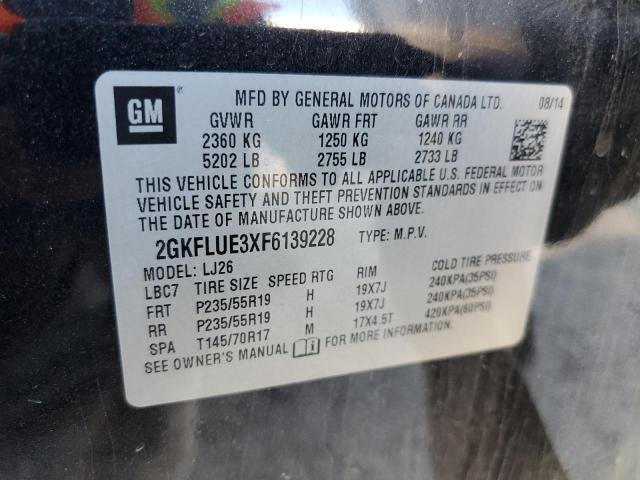 GM
MFD BY GENERAL MOTORS OF CANADA LTD. 08/14
GVWR GAWR FRT GAWR RR
2360 KG 1250 KG 1240 KG
5202 LB 2755 LB 2733 LB
THIS VEHICLE CONFORMS TO ALL APPLICABLE U.S. FEDERAL MOTOR
VEHICLE SAFETY AND THEFT PREVENTION STANDARDS IN EFFECT ON
THE DATE OF MANUFACTURE SHOWN ABOVE.
2GKFLUE3XF6139228 TYPE: M.P.V.
MODEL: LJ26
LBC7 TIRE SIZE SPEED RTG RIM COLD TIRE PRESSURE
FRT P235/55R19 H 19X7J 240KPA(35PSI)
RR P235/55R19 H 19X7J 240KPA(35PSI)
SPA T145/70R17 M 17X4.5T 420KPA(60PSI)
SEE OWNER'S MANUAL FOR MORE INFORMATION.